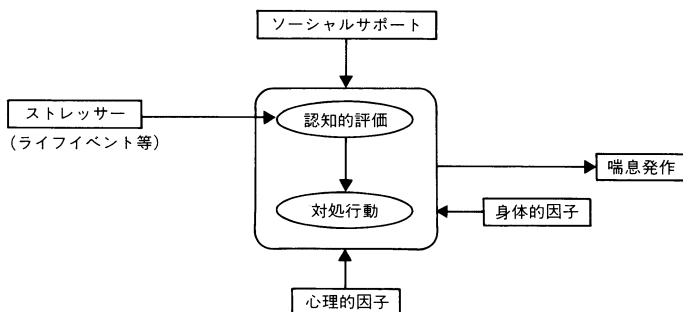 ソーシャルサポート
ストレッサー
(ライフイベント等)
認知的評価
対処行動
喘息発作
身体的因子
心理的因子